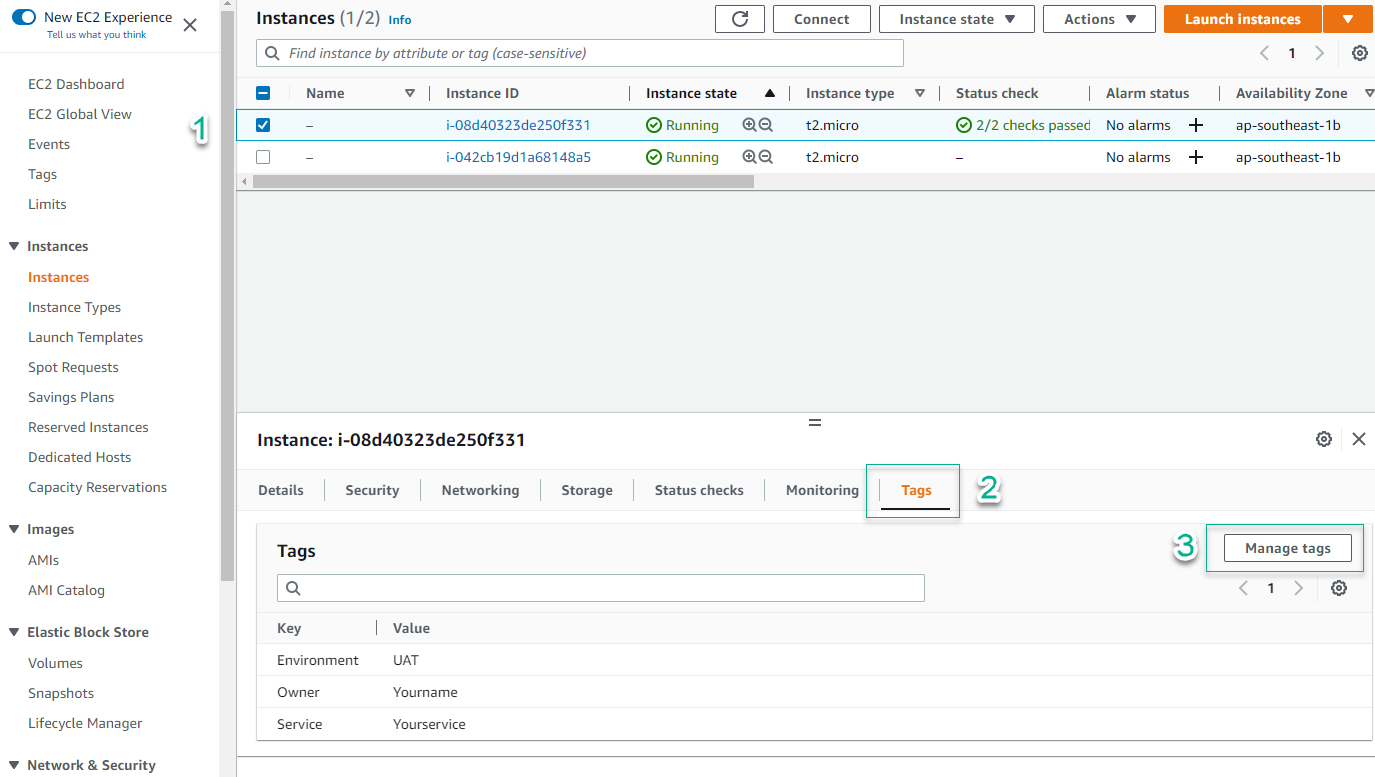 New EC2 Experience
Tell us what you think
EC2 Dashboard
EC2 Global View
1
Events
Tags
Limits
Instances
Instances
Instance Types
Launch Templates
Spot Requests
Savings Plans
Reserved Instances
Dedicated Hosts
Capacity Reservations
Images
AMIs
AMI Catalog
Elastic Block Store
Volumes
Snapshots
Lifecycle Manager
Network & Security
Instances (1/2) Info
Connect
Instance state
Actions
Launch instances
Find instance by attribute or tag (case-sensitive)
1
Name Instance ID Instance state Instance type Status check Alarm status Availability Zone
– i-08d40323de250f331 Running t2.micro 2/2 checks passed No alarms + ap-southeast-1b
– i-042cb19d1a68148a5 Running t2.micro – No alarms + ap-southeast-1b
Instance: i-08d40323de250f331
Details Security Networking Storage Status checks Monitoring Tags 2
Tags
3 Manage tags
1
Key Value
Environment UAT
Owner Yourname
Service Yourservice